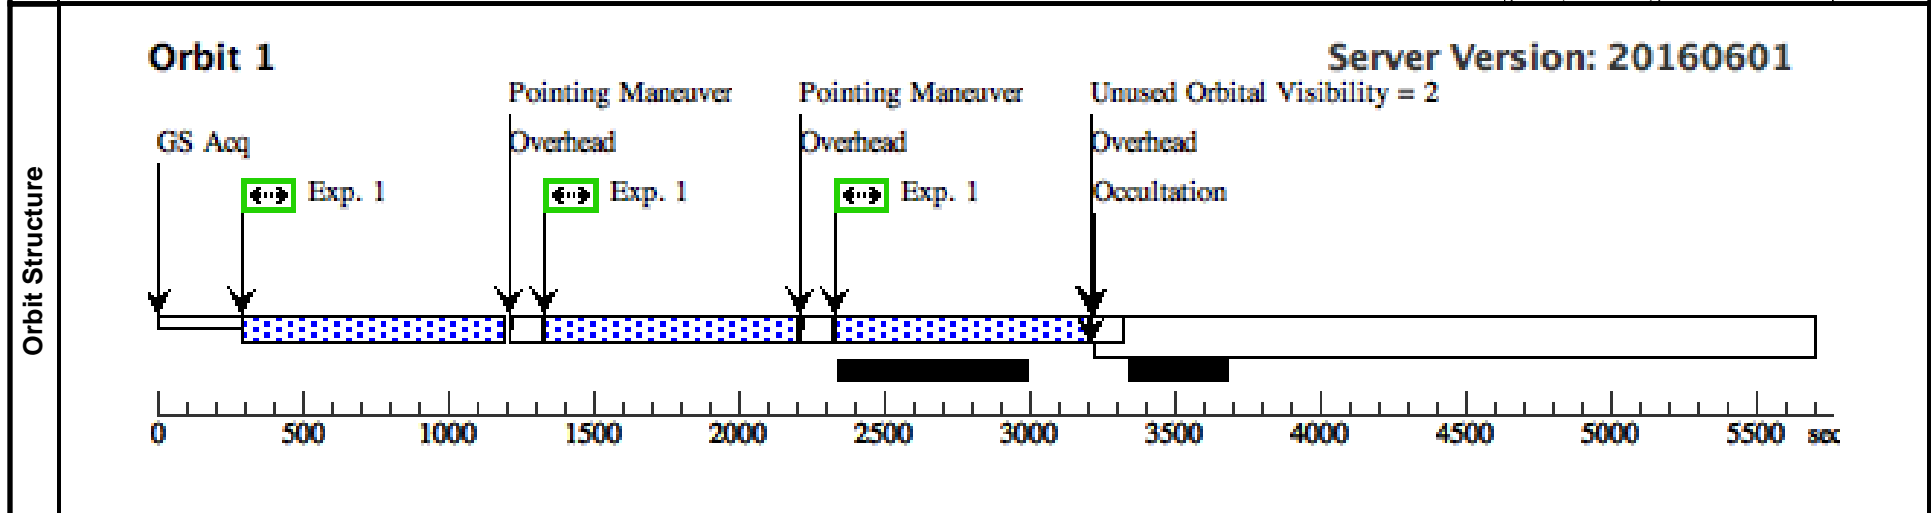 Orbit Structure
Orbit 1
Server Version: 20160601
Pointing Maneuver
Pointing Maneuver
Unused Orbital Visibility = 2
GS Acq
Overhead
Overhead
Overhead
Exp. 1
Exp. 1
Exp. 1
Occultation
0 500 1000 1500 2000 2500 3000 3500 4000 4500 5000 5500 sec